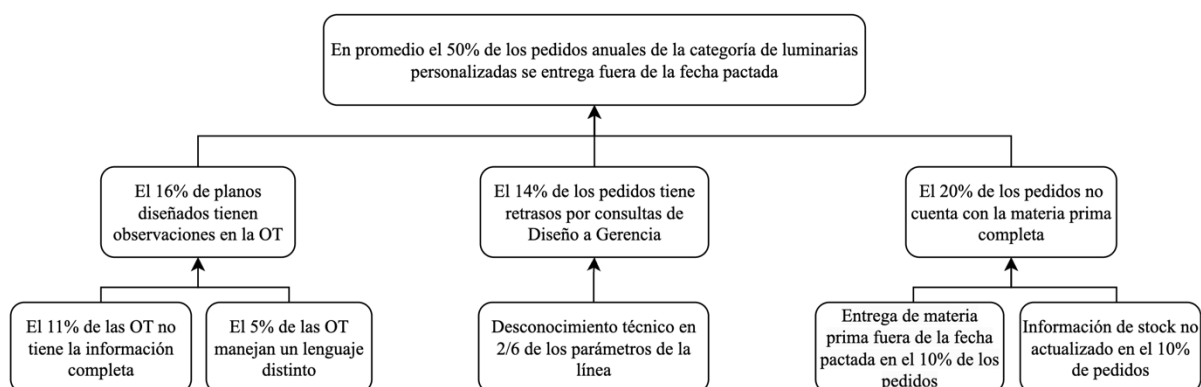 En promedio el 50% de los pedidos anuales de la categoría de luminarias
personalizadas se entrega fuera de la fecha pactada
El 16% de planos
diseñados tienen
observaciones en la OT
El 14% de los pedidos tiene
retrasos por consultas de
Diseño a Gerencia
El 20% de los pedidos no
cuenta con la materia prima
completa
El 11% de las OT no
tiene la información
completa
El 5% de las OT
manejan un lenguaje
distinto
Desconocimiento técnico en
2/6 de los parámetros de la
línea
Entrega de materia
prima fuera de la fecha
pactada en el 10% de los
pedidos
Información de stock no
actualizado en el 10%
de pedidos